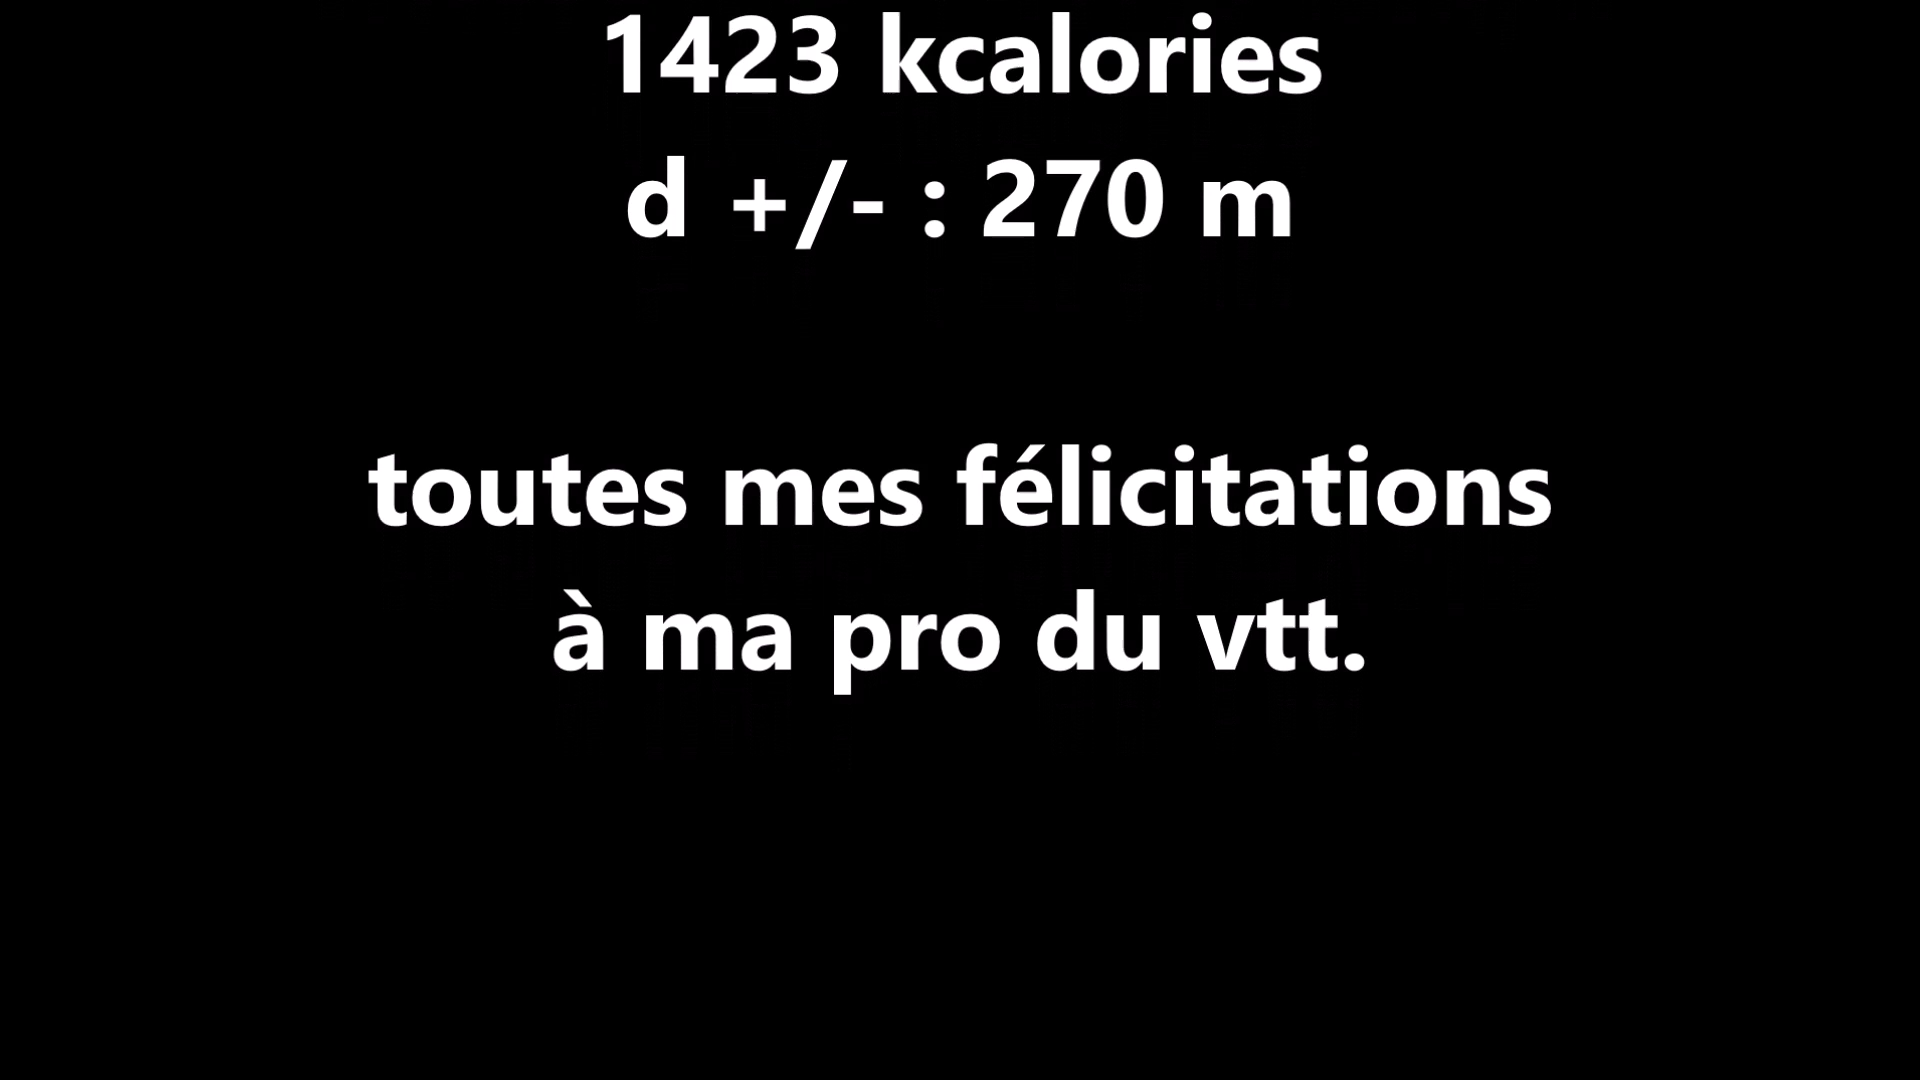 1423 kcalories
d +/- : 270 m
toutes mes félicitations
à ma pro du vtt.